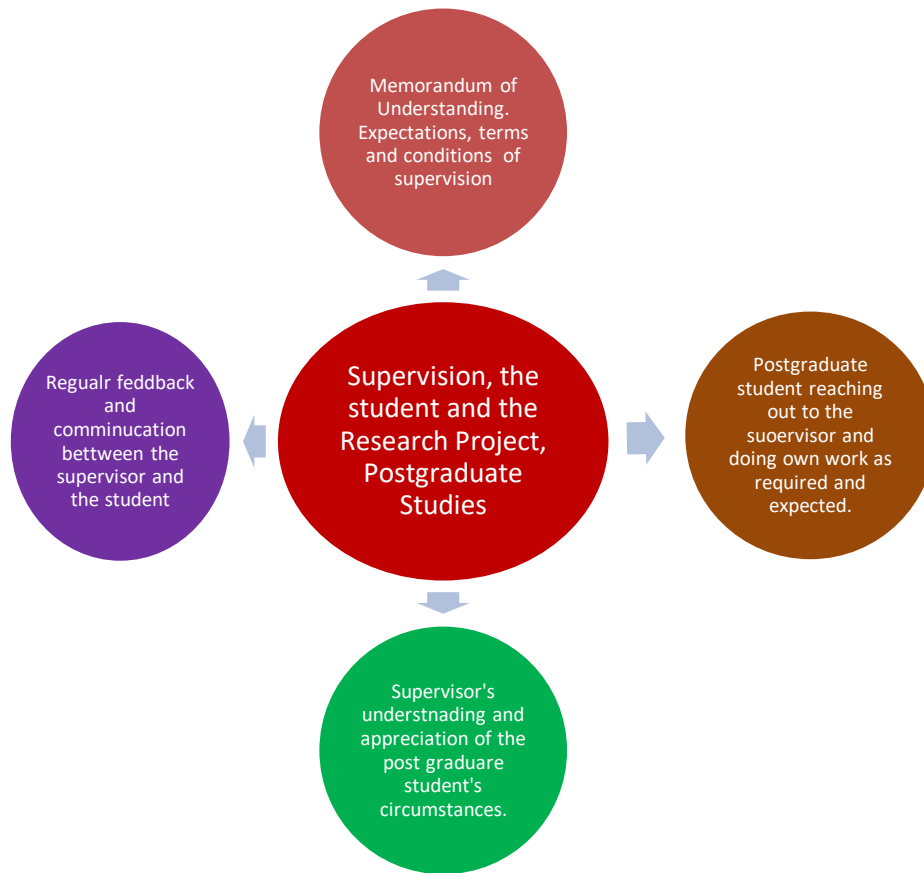 Memorandum of
Understanding.
Expectations, terms
and conditions of
supervision
Regualr feddback
and
comminucation
bettween the
supervisor and
the student
Supervision, the
student and the
Research Project,
Postgraduate
Studies
Postgraduate
student reaching
out to the
suoervisor and
doing own work as
required and
expected.
Supervisor's
understnading and
appreciation of the
post graduare
student's
circumstances.